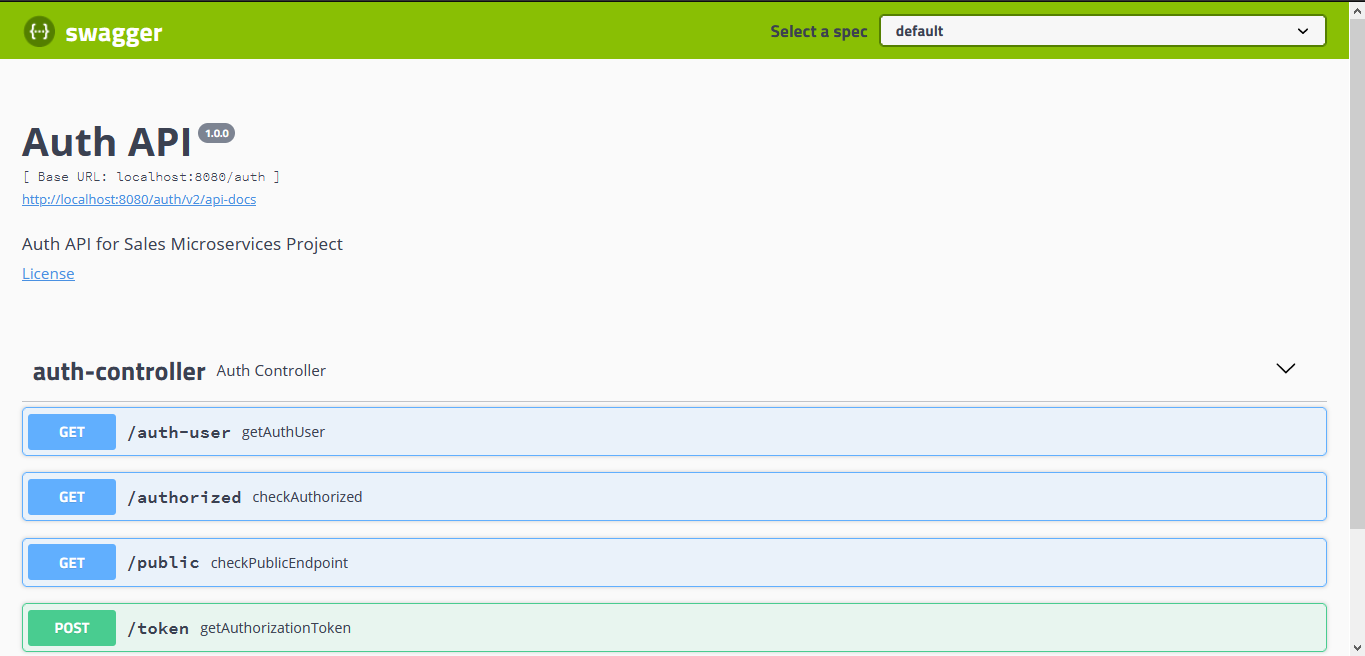 {···} swagger Select a spec default
Auth API 1.0.0
[ Base URL: localhost:8080/auth ]
http://localhost:8080/auth/v2/api-docs
Auth API for Sales Microservices Project
License
auth-controller Auth Controller
GET /auth-user getAuthUser
GET /authorized checkAuthorized
GET /public checkPublicEndpoint
POST /token getAuthorizationToken